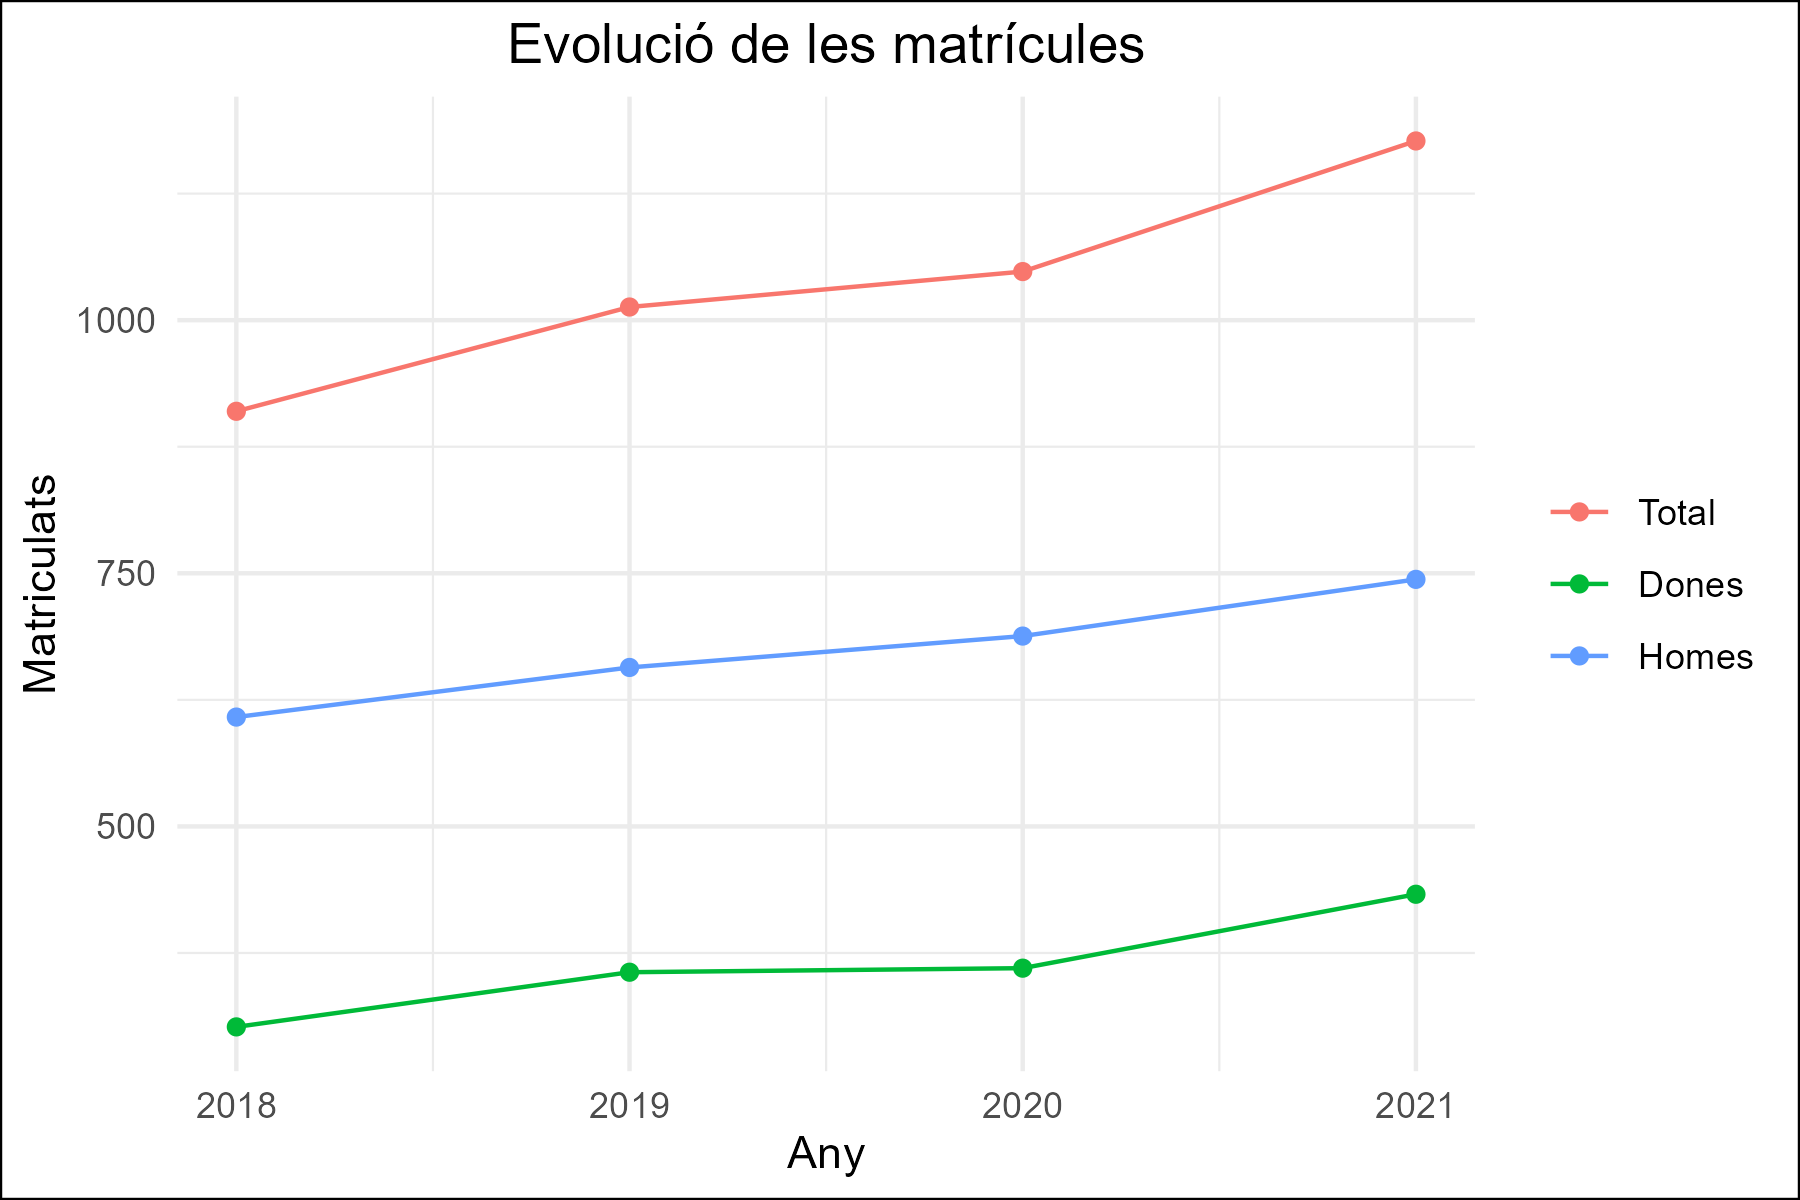 Evolució de les matrícules
Matriculats
1000
750
500
2018
2019
2020
2021
Any
Total
Dones
Homes